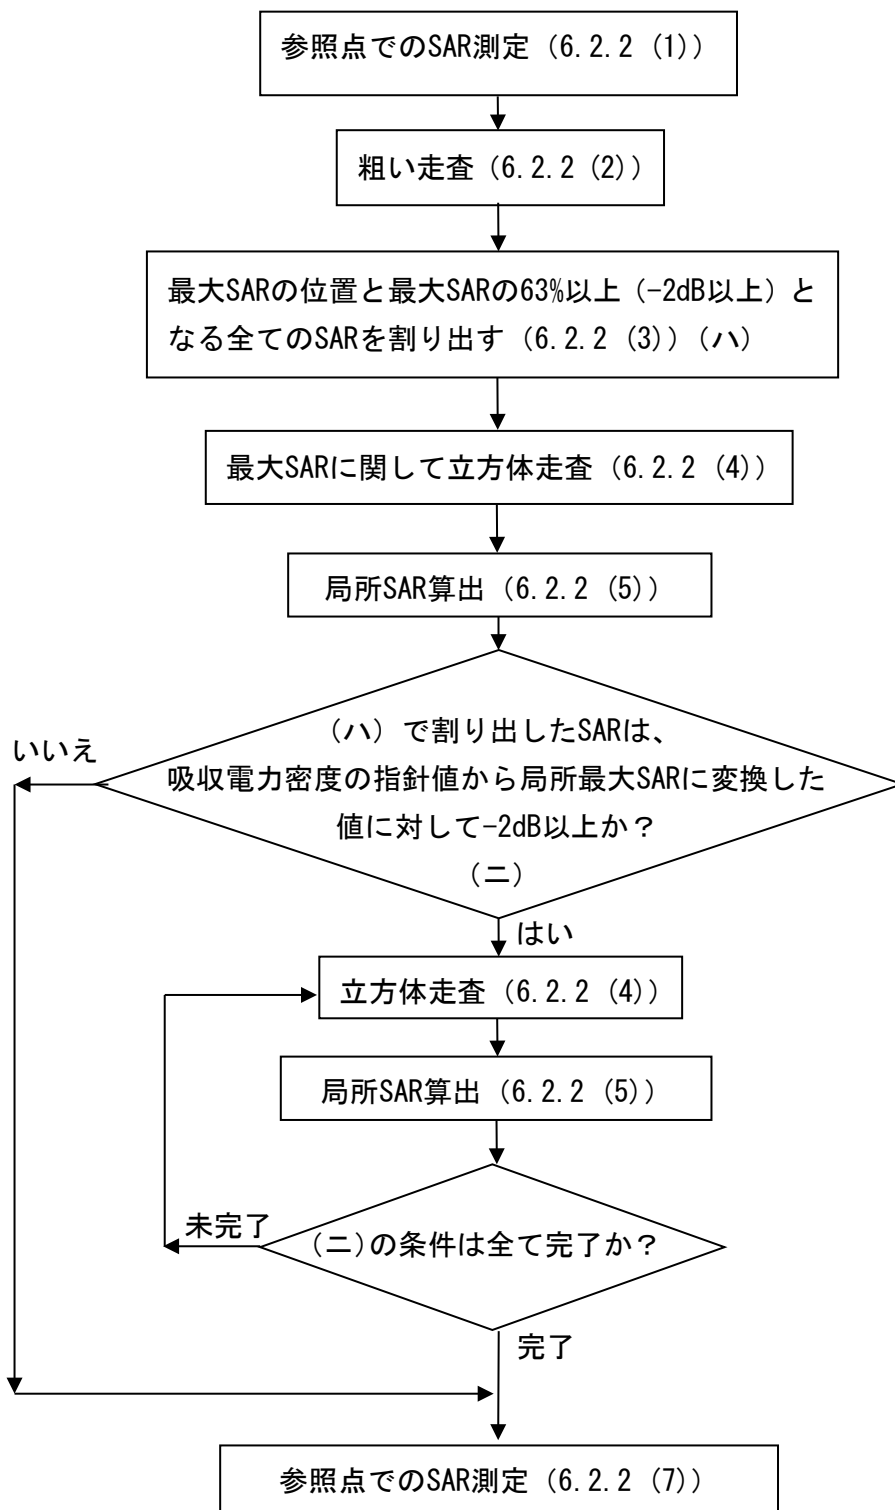 参照点でのSAR測定（6.2.2（1））
粗い走査（6.2.2（2））
最大SARの位置と最大SARの63%以上（-2dB以上）と
なる全てのSARを割り出す（6.2.2（3））（ハ）
最大SARに関して立方体走査（6.2.2（4））
局所SAR算出（6.2.2（5））
（ハ）で割り出したSARは、
いいえ
吸収電力密度の指針値から局所最大SARに変換した
値に対して-2dB以上か？
（ニ）
はい
立方体走査（6.2.2（4））
局所SAR算出（6.2.2（5））
未完了
（ニ）の条件は全て完了か？
完了
参照点でのSAR測定（6.2.2（7））